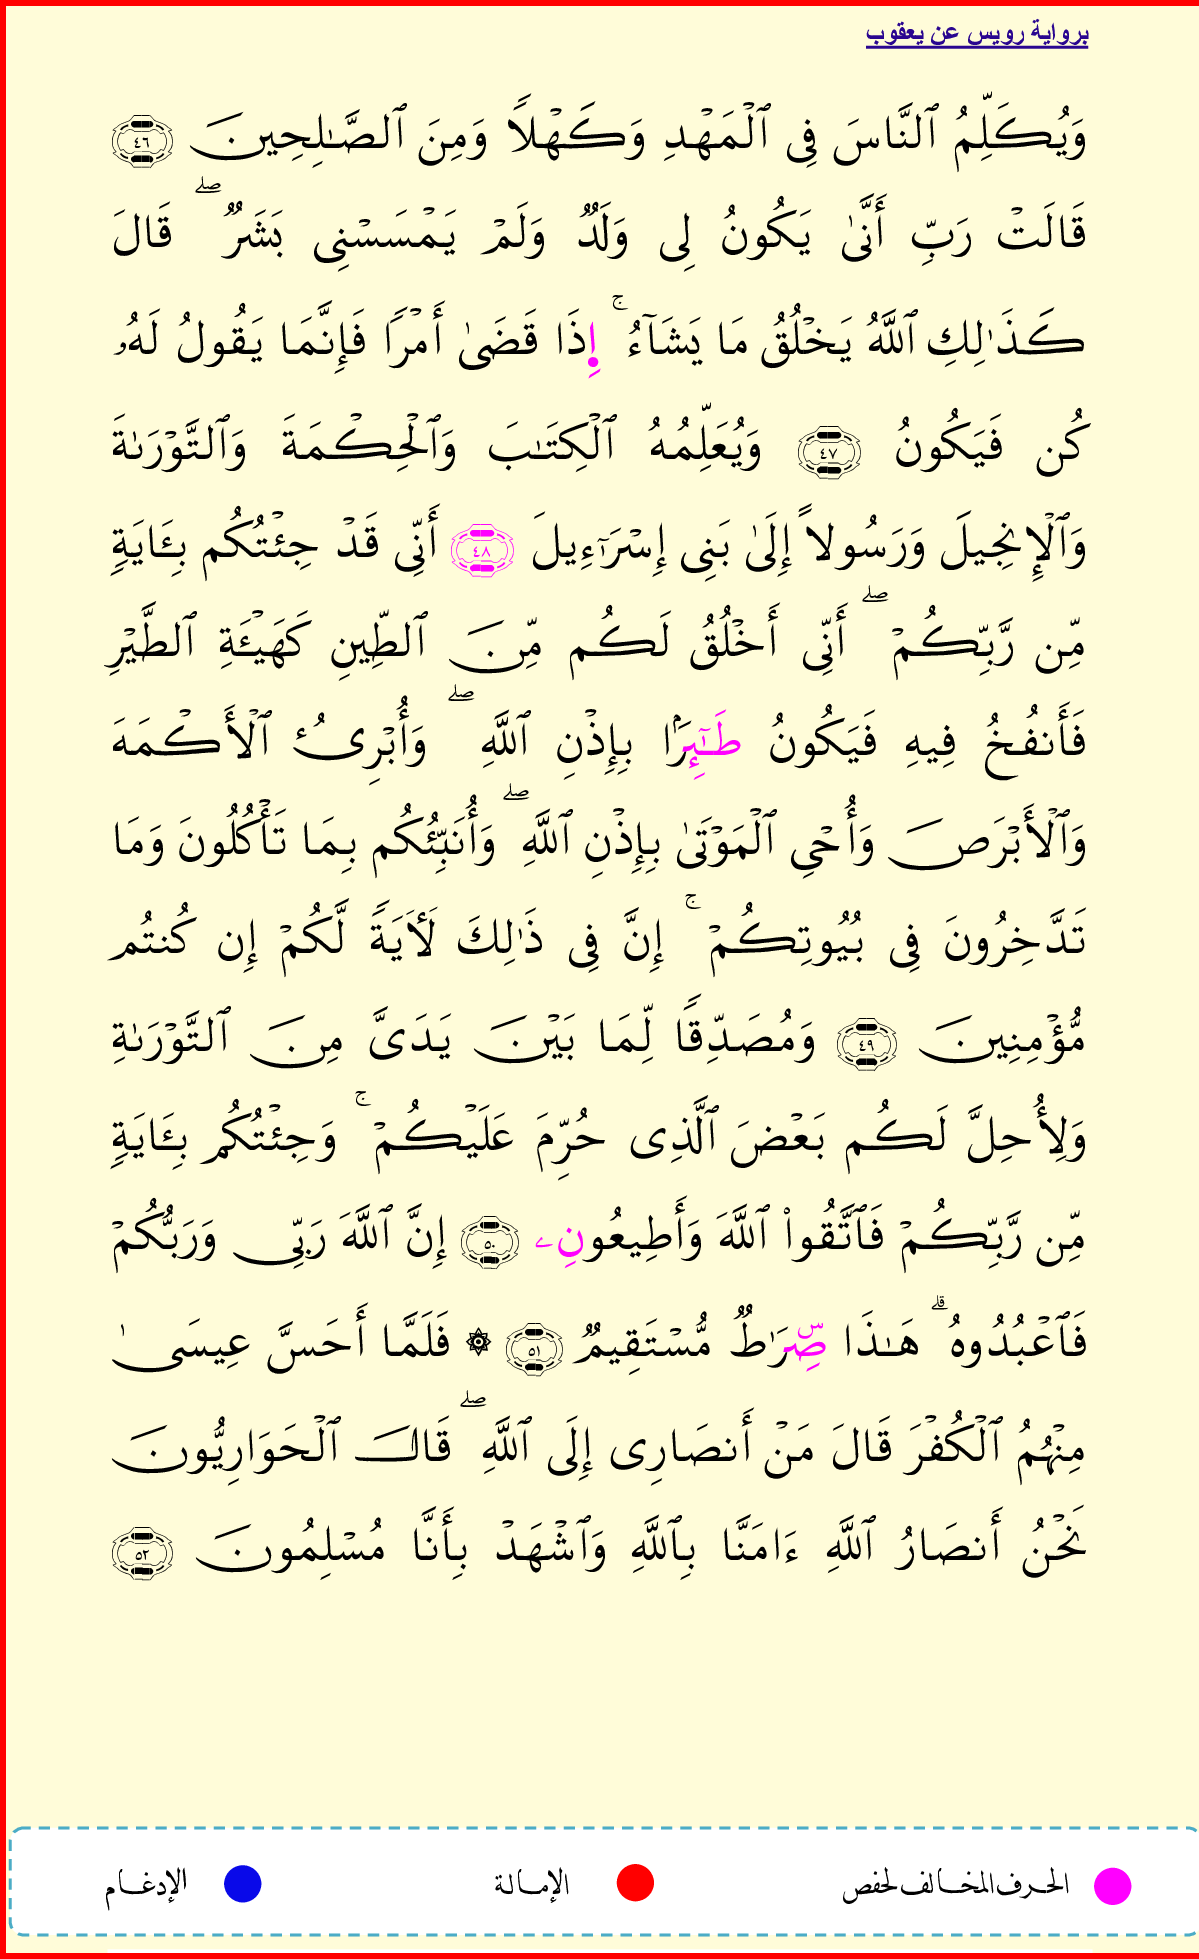 برواية رويس عن يعقوب
وَيُكَلِّمُ ٱلنَّاسَ فِى ٱلْمَهْدِ وَكَهْلًا وَمِنَ ٱلصَّـٰلِحِينَ ٤٦
قَالَتْ رَبِّ أَنَّىٰ يَكُونُ لِى وَلَدٌ وَلَمْ يَمْسَسْنِى بَشَرٌ ۖ قَالَ
كَذَٰلِكِ ٱللَّهُ يَخْلُقُ مَا يَشَآءُ ۚ إِذَا قَضَىٰ أَمْرًا فَإِنَّمَا يَقُولُ لَهُۥ
كُن فَيَكُونُ ٤٧ وَيُعَلِّمُهُ ٱلْكِتَـٰبَ وَٱلْحِكْمَةَ وَٱلتَّوْرَىٰةَ
وَٱلْإِنجِيلَ وَرَسُولًا إِلَىٰ بَنِى إِسْرَٰٓءِيلَ ٤٨ أَنِّى قَدْ جِئْتُكُم بِـَٔايَةٍ
مِّن رَّبِّكُمْ ۖ أَنِّى أَخْلُقُ لَكُم مِّنَ ٱلطِّينِ كَهَيْـَٔةِ ٱلطَّيْرِ
فَأَنفُخُ فِيهِ فَيَكُونُ طَـٰٓئِرًۢا بِإِذْنِ ٱللَّهِ ۖ وَأُبْرِئُ ٱلْأَكْمَهَ
وَٱلْأَبْرَصَ وَأُحْىِ ٱلْمَوْتَىٰ بِإِذْنِ ٱللَّهِ ۖ وَأُنَبِّئُكُم بِمَا تَأْكُلُونَ وَمَا
تَدَّخِرُونَ فِى بُيُوتِكُمْ ۚ إِنَّ فِى ذَٰلِكَ لَـَٔايَةً لَّكُمْ إِن كُنتُم
مُّؤْمِنِينَ ٤٩ وَمُصَدِّقًا لِّمَا بَيْنَ يَدَىَّ مِنَ ٱلتَّوْرَىٰةِ
وَلِأُحِلَّ لَكُم بَعْضَ ٱلَّذِى حُرِّمَ عَلَيْكُمْ ۚ وَجِئْتُكُم بِـَٔايَةٍ
مِّن رَّبِّكُمْ فَٱتَّقُوا۟ ٱللَّهَ وَأَطِيعُونِۦ ٥٠ إِنَّ ٱللَّهَ رَبِّى وَرَبُّكُمْ
فَٱعْبُدُوهُ ۗ هَـٰذَا صِّۜرَٰطٌ مُّسْتَقِيمٌ ٥١ ۞ فَلَمَّا أَحَسَّ عِيسَىٰ
مِنْهُمُ ٱلْكُفْرَ قَالَ مَنْ أَنصَارِى إِلَى ٱللَّهِ ۖ قَالَ ٱلْحَوَارِيُّونَ
نَحْنُ أَنصَارُ ٱللَّهِ ءَامَنَّا بِٱللَّهِ وَٱشْهَدْ بِأَنَّا مُسْلِمُونَ ٥٢
الحرف المخالف لحفص الإمالة الإدغام